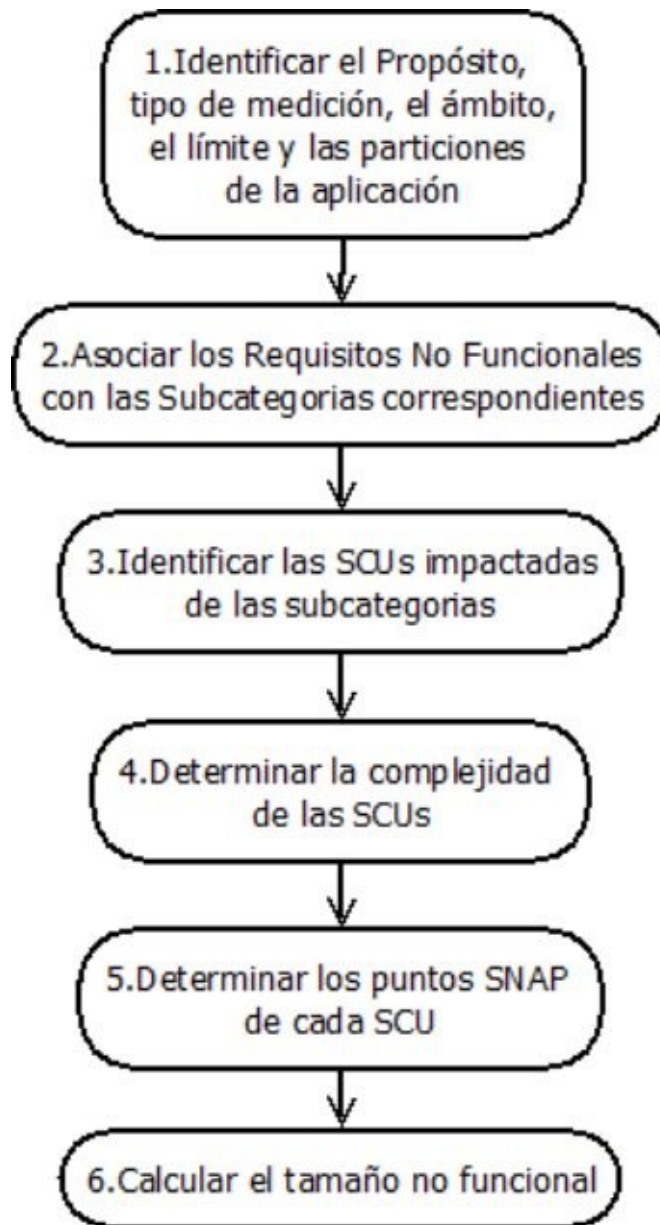 1.Identificar el Propósito,
tipo de medición, el ámbito,
el límite y las particiones
de la aplicación
2.Asociar los Requisitos No Funcionales
con las Subcategorias correspondientes
3.Identificar las SCUs impactadas
de las subcategorias
4.Determinar la complejidad
de las SCUs
5.Determinar los puntos SNAP
de cada SCU
6.Calcular el tamaño no funcional